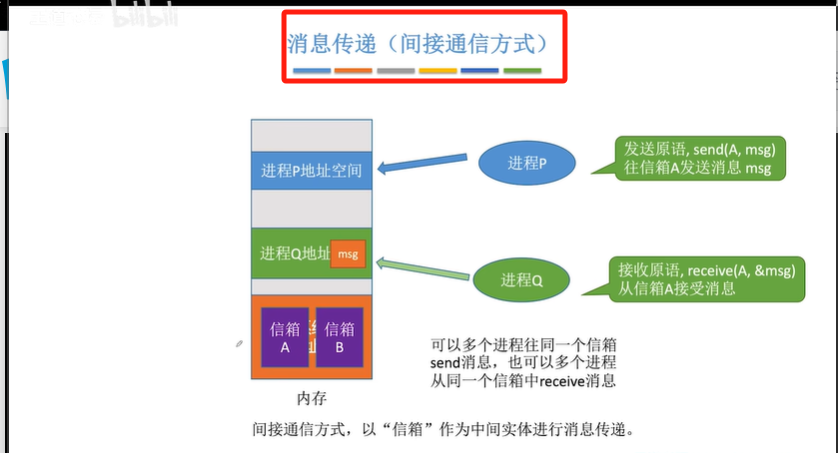 bilibili
消息传递（间接通信方式）
进程P地址空间
进程P
发送原语, send(A, msg)
往信箱A发送消息 msg
进程Q地址
msg
进程Q
接收原语, receive(A, &msg)
从信箱A接受消息
信箱
A
信箱
B
可以多个进程往同一个信箱
send消息，也可以多个进程
从同一个信箱中receive消息
内存
间接通信方式，以“信箱”作为中间实体进行消息传递。